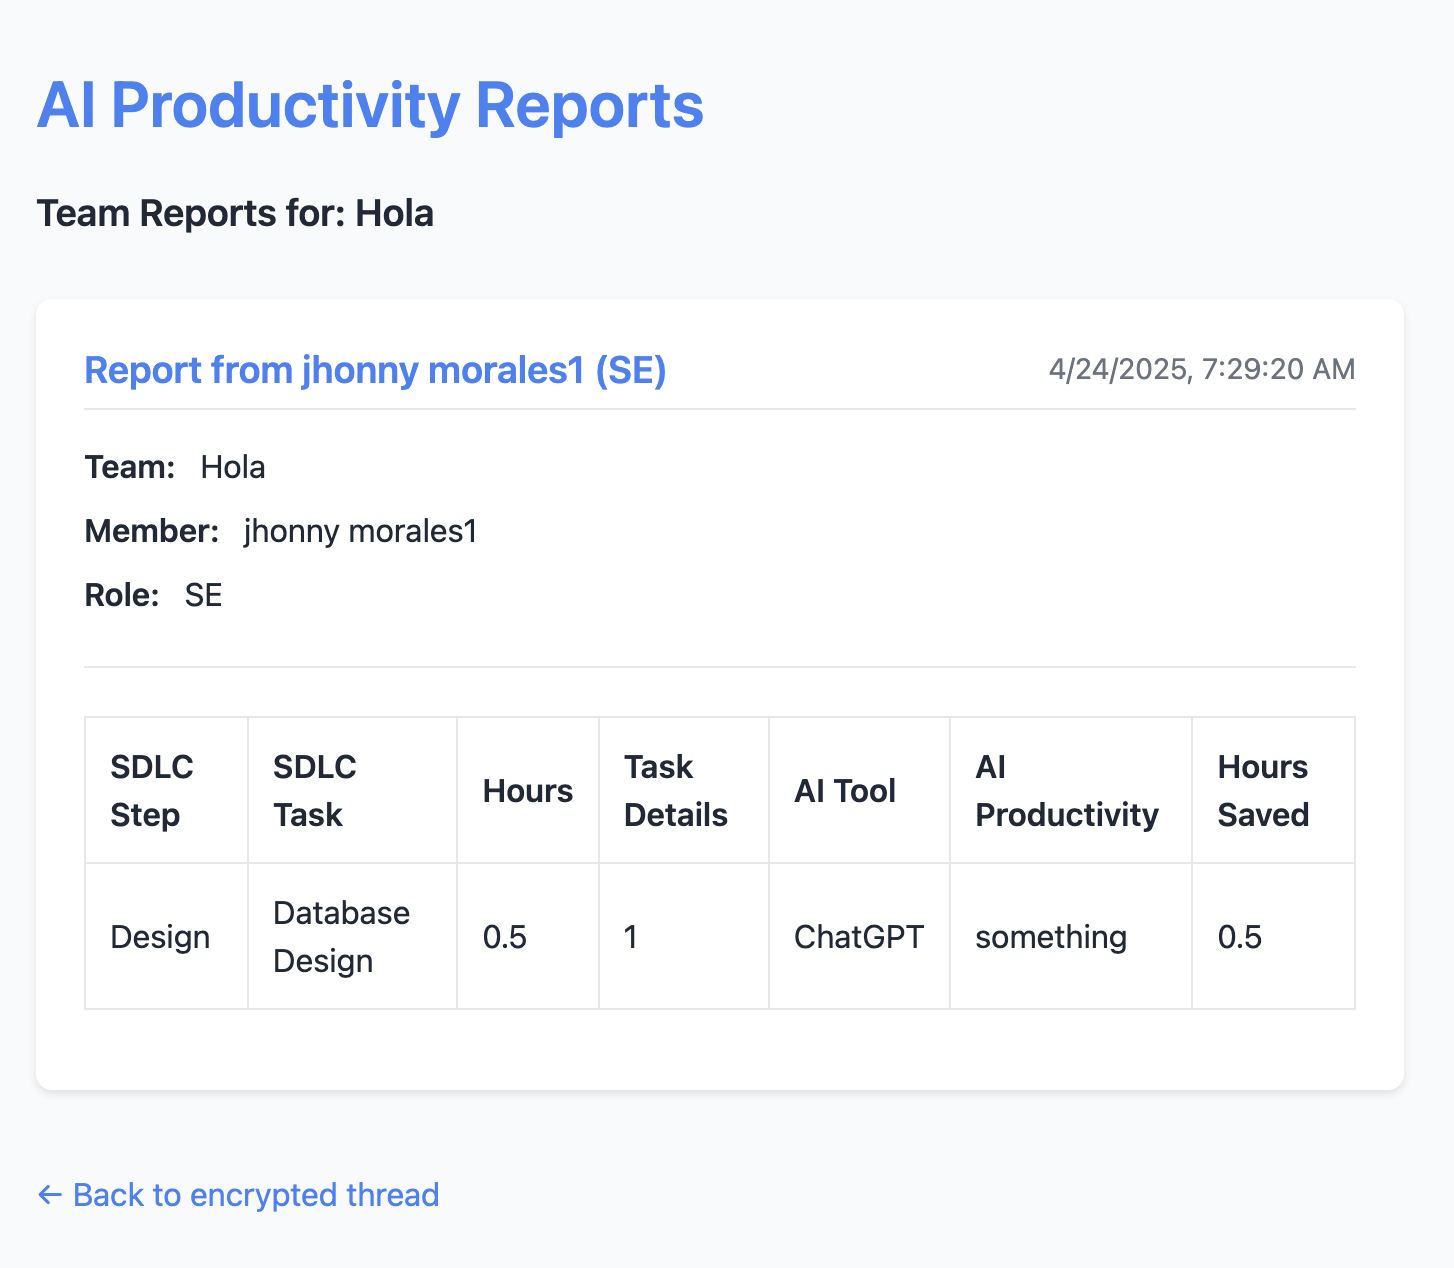 AI Productivity Reports
Team Reports for: Hola
Report from jhonny morales1 (SE)
4/24/2025, 7:29:20 AM
Team: Hola
Member: jhonny morales1
Role: SE
SDLC Step
SDLC Task
Hours
Task Details
AI Tool
AI Productivity
Hours Saved
Design
Database Design
0.5
1
ChatGPT
something
0.5
← Back to encrypted thread